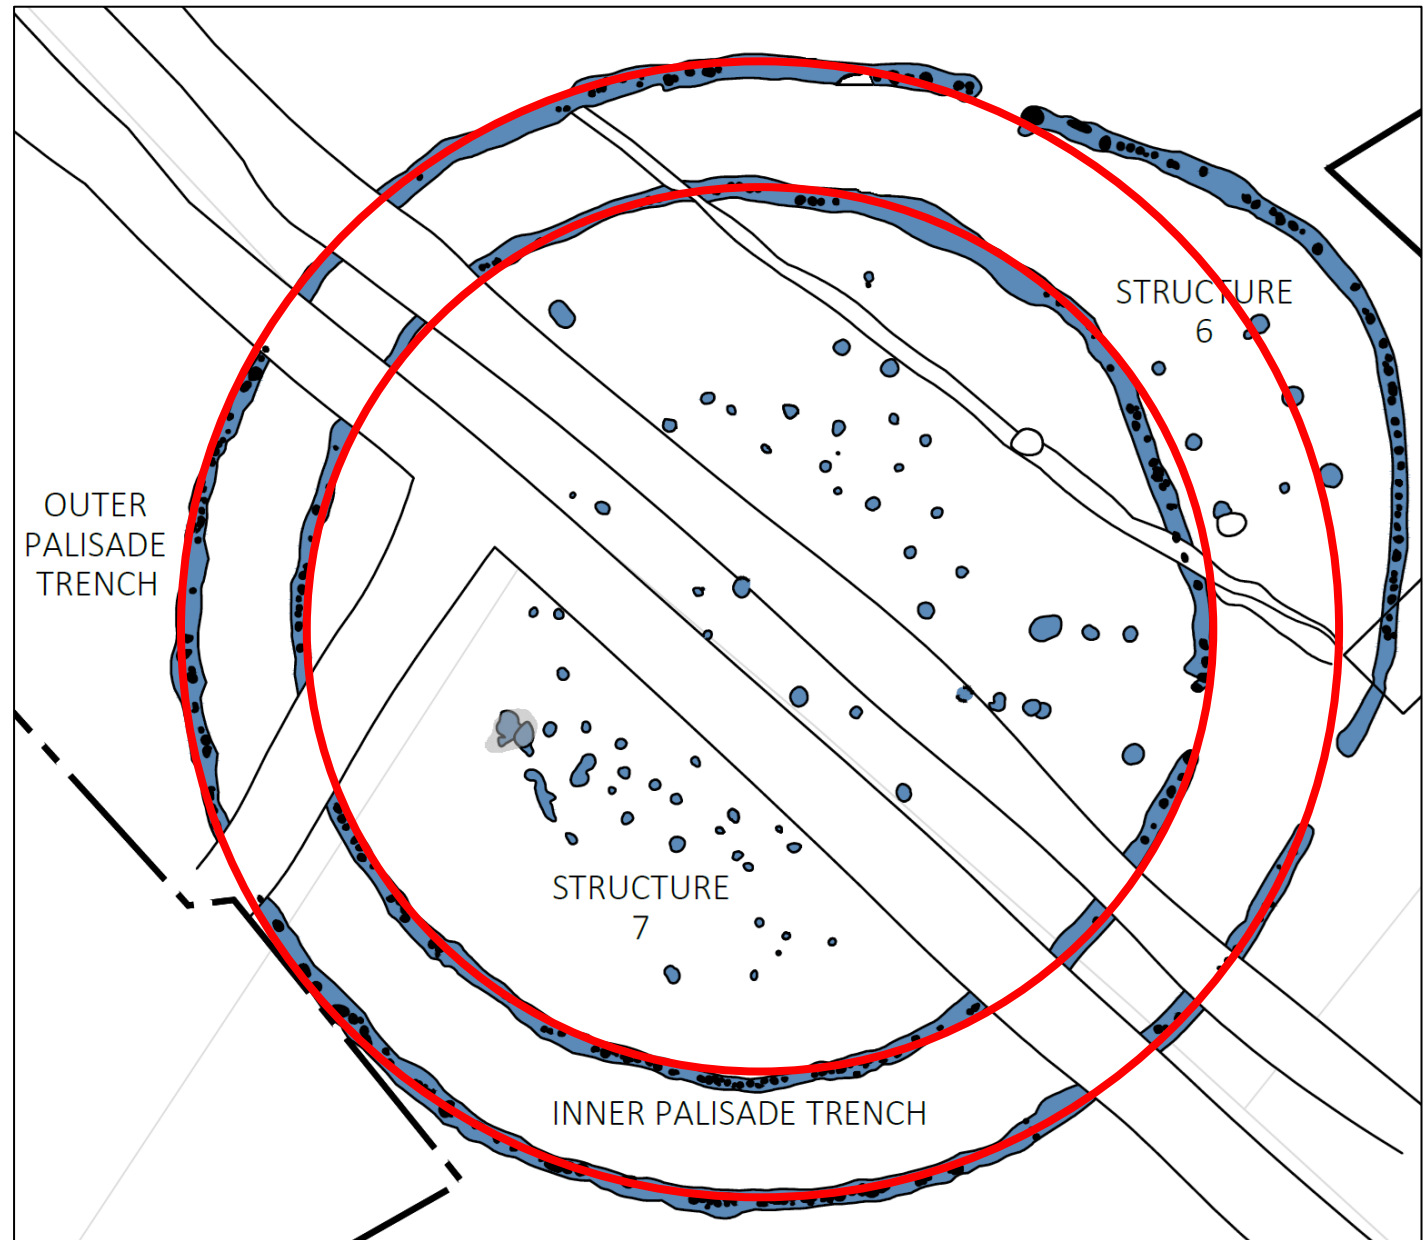 STRUCTURE
6
OUTER
PALISADE
TRENCH
STRUCTURE
7
INNER PALISADE TRENCH